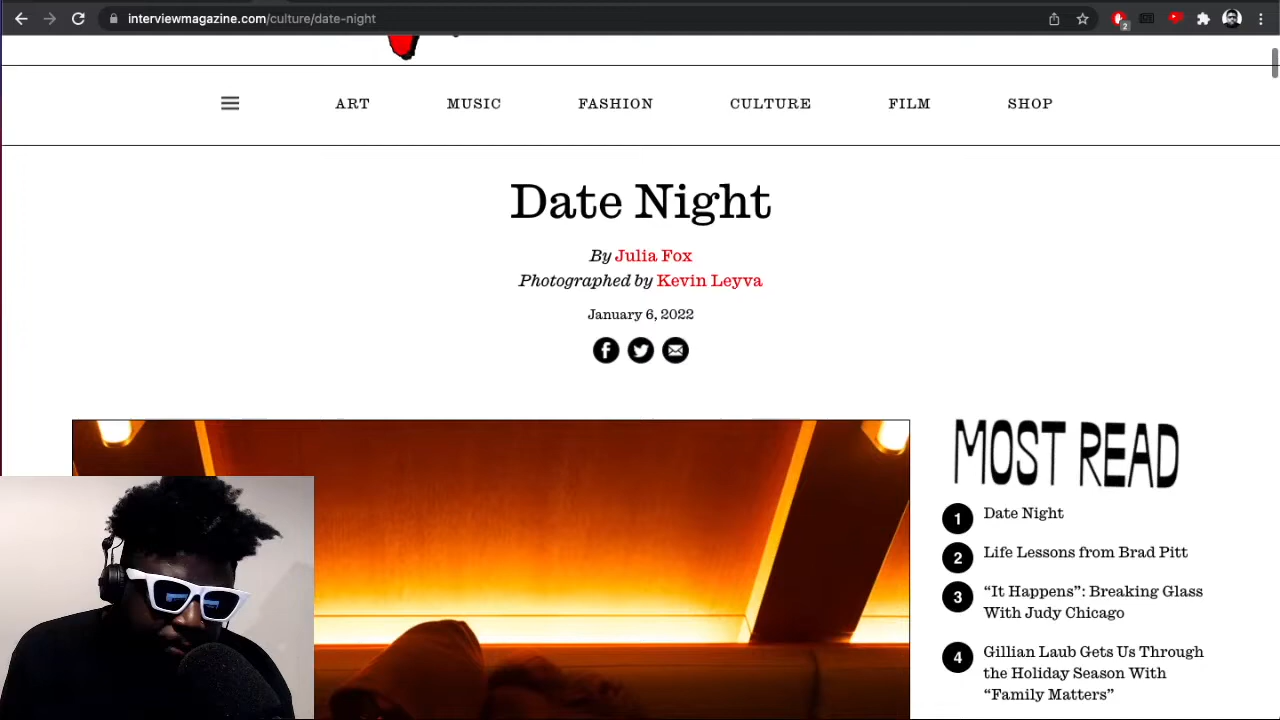 interviewmagazine.com/culture/date-night
2
ART MUSIC FASHION CULTURE FILM SHOP
Date Night
By Julia Fox
Photographed by Kevin Leyva
January 6, 2022
MOST READ
1 Date Night
2 Life Lessons from Brad Pitt
3 “It Happens”: Breaking Glass
With Judy Chicago
4 Gillian Laub Gets Us Through
the Holiday Season With
“Family Matters”